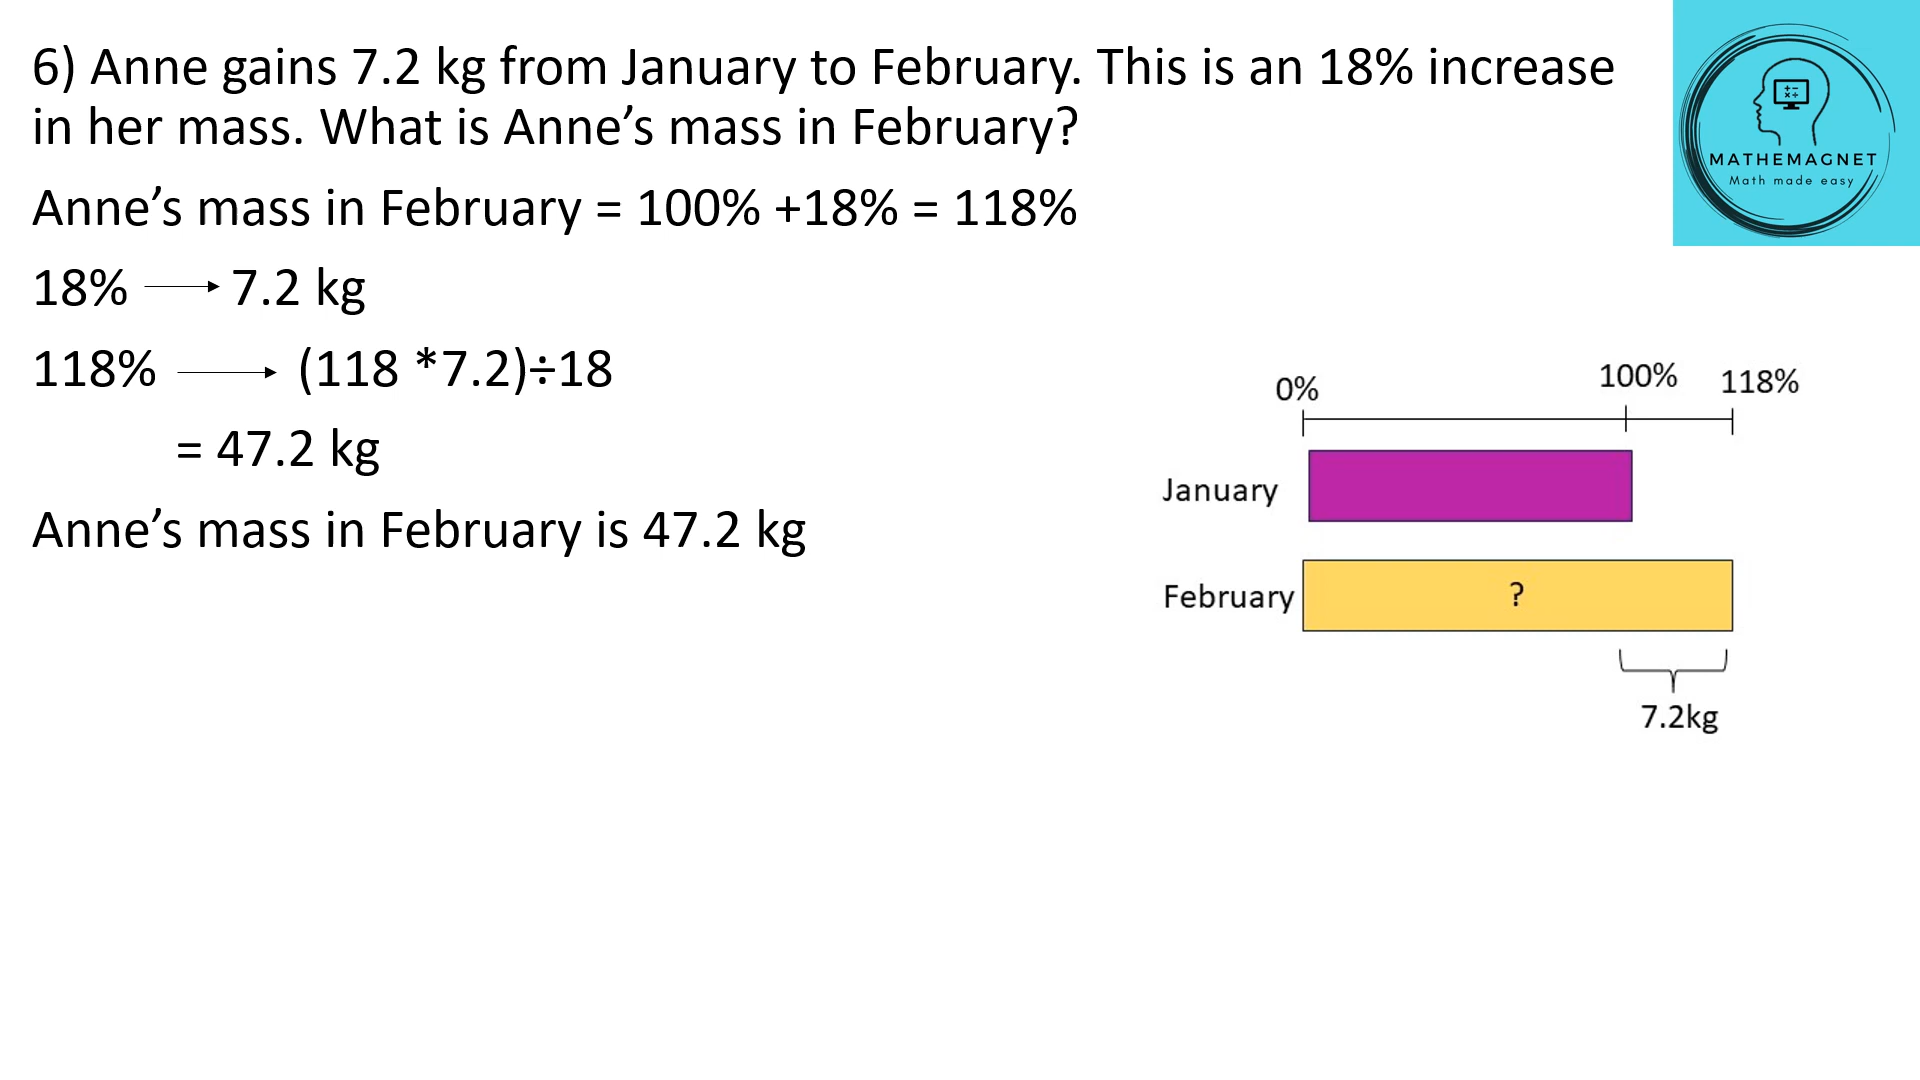 6) Anne gains 7.2 kg from January to February. This is an 18% increase
in her mass. What is Anne’s mass in February?
Anne’s mass in February = 100% +18% = 118%
18% → 7.2 kg
118% → (118 *7.2)÷18
= 47.2 kg
Anne’s mass in February is 47.2 kg
MATHEMAGNET
Math made easy
0% 100% 118%
January
February ?
7.2kg